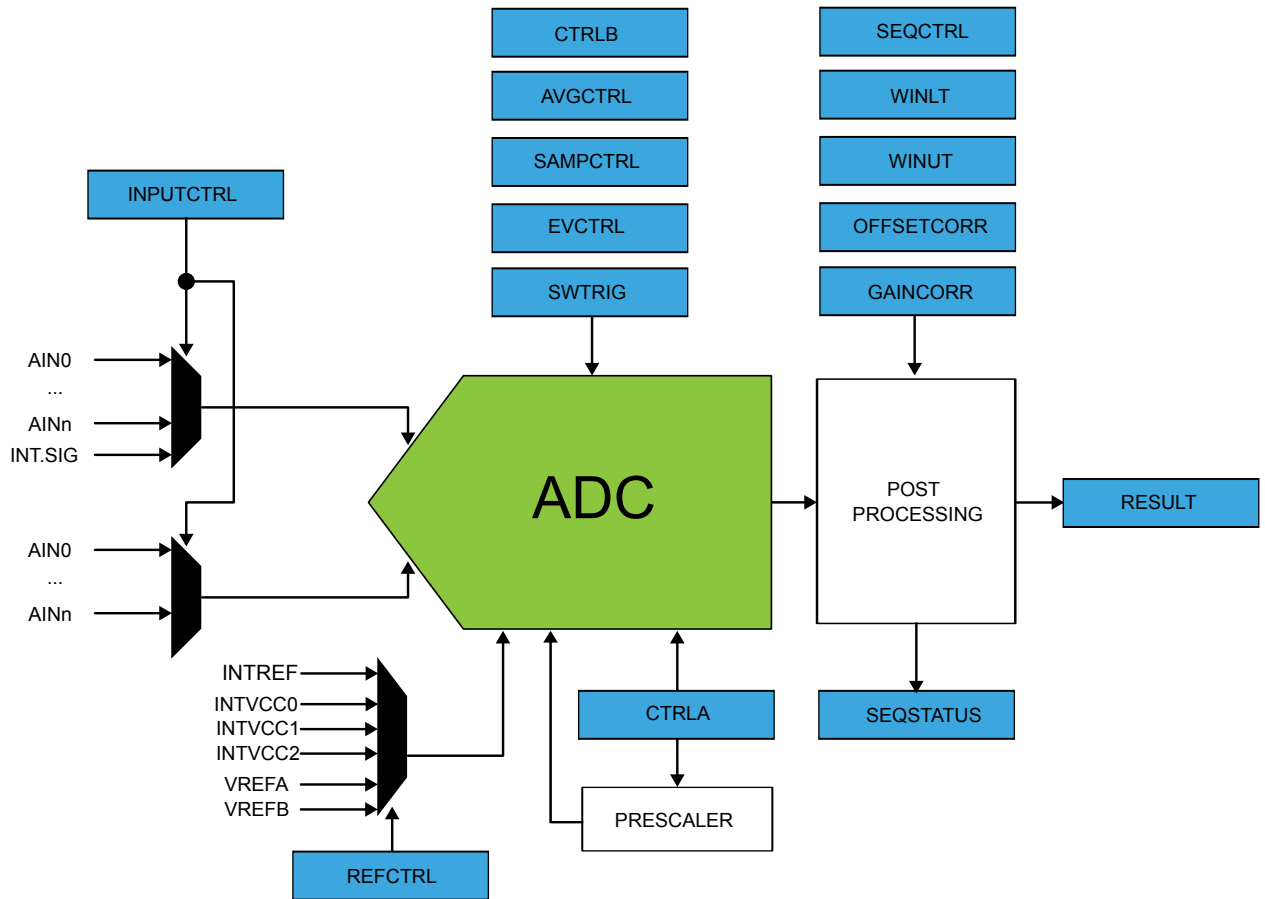 CTRLB
SEQCTRL
AVGCTRL
WINLT
SAMPCTRL
WINUT
INPUTCTRL
EVCTRL
OFFSETCORR
SWTRIG
GAINCORR
AIN0
...
AINn
INT.SIG
ADC
POST
PROCESSING
RESULT
AIN0
...
AINn
INTREF
INTVCC0
INTVCC1
INTVCC2
VREFA
VREFB
CTRLA
SEQSTATUS
PRESCALER
REFCTRL